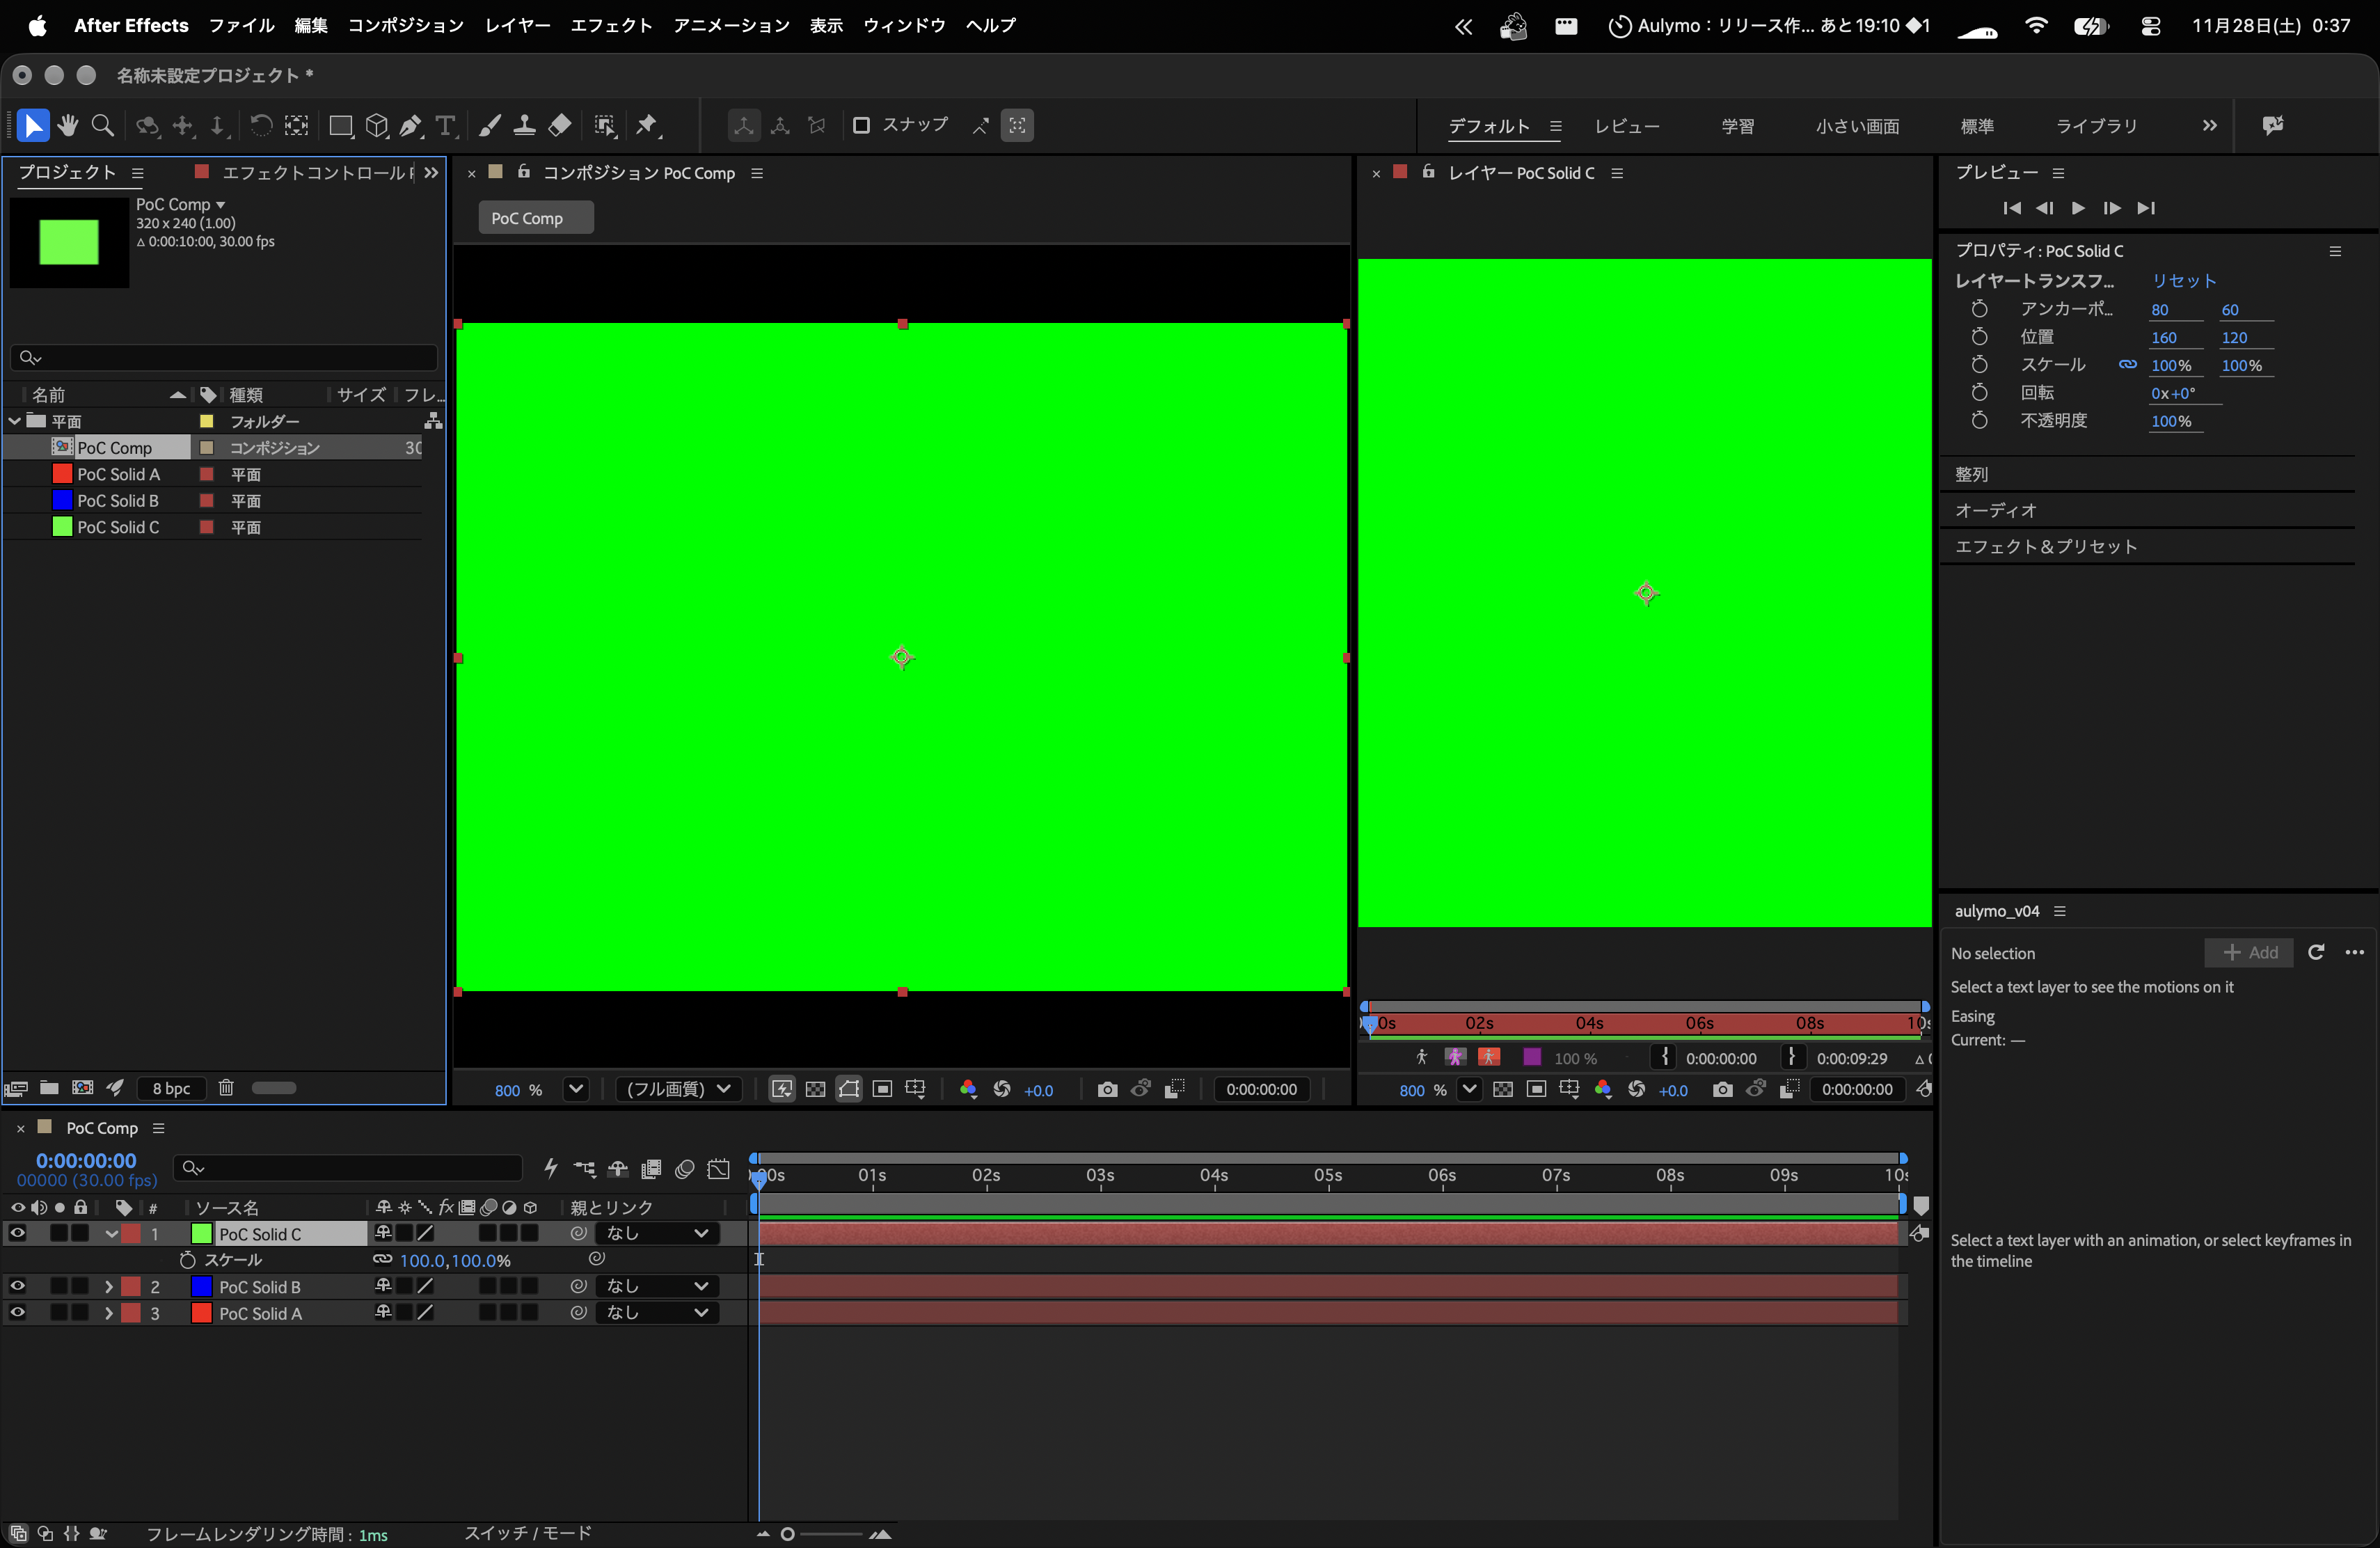 After Effects ファイル 編集 コンポジション レイヤー エフェクト アニメーション 表示 ウィンドウ ヘルプ
Aulymo：リリース作... あと19:10 ◆1
11月28日(土) 0:37
名称未設定プロジェクト *
スナップ
デフォルト レビュー 学習 小さい画面 標準 ライブラリ
プロジェクト エフェクトコントロール
PoC Comp
320 x 240 (1.00)
Δ 0:00:10:00, 30.00 fps
名前 種類 サイズ フレ...
平面 フォルダー
PoC Comp コンポジション 30
PoC Solid A 平面
PoC Solid B 平面
PoC Solid C 平面
8 bpc
コンポジション PoC Comp
PoC Comp
800 % (フル画質) +0.0 0:00:00:00
レイヤー PoC Solid C
0s 02s 04s 06s 08s 10s
100 % 0:00:00:00 0:00:09:29 Δ 0
800 % +0.0 0:00:00:00
プレビュー
プロパティ: PoC Solid C
レイヤートランスフ... リセット
アンカーポ... 80 60
位置 160 120
スケール 100% 100%
回転 0x+0°
不透明度 100%
整列
オーディオ
エフェクト＆プリセット
aulymo_v04
No selection Add
Select a text layer to see the motions on it
Easing
Current: —
Select a text layer with an animation, or select keyframes in
the timeline
PoC Comp
0:00:00:00
00000 (30.00 fps)
:00s 01s 02s 03s 04s 05s 06s 07s 08s 09s 10s
# ソース名 fx 親とリンク
1 PoC Solid C なし
スケール 100.0,100.0%
2 PoC Solid B なし
3 PoC Solid A なし
フレームレンダリング時間 : 1ms スイッチ / モード